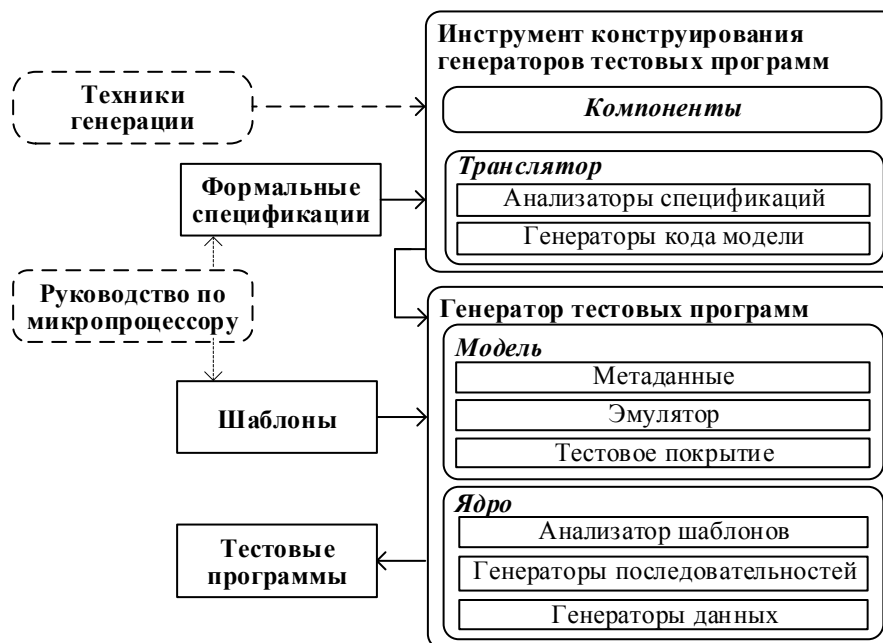 Инструмент конструирования
генераторов тестовых программ
Техники
генерации
Компоненты
Транслятор
Формальные
спецификации
Анализаторы спецификаций
Генераторы кода модели
Руководство по
микропроцессору
Генератор тестовых программ
Модель
Метаданные
Шаблоны
Эмулятор
Тестовое покрытие
Ядро
Анализатор шаблонов
Тестовые
программы
Генераторы последовательностей
Генераторы данных